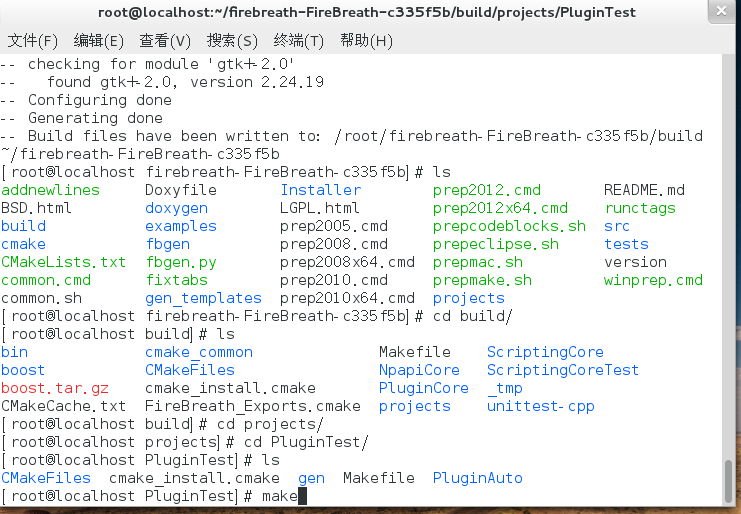 root@localhost:~/firebreath-FireBreath-c335f5b/build/projects/PluginTest
文件(F) 编辑(E) 查看(V) 搜索(S) 终端(T) 帮助(H)
-- checking for module 'gtk+-2.0'
--   found gtk+-2.0, version 2.24.19
-- Configuring done
-- Generating done
-- Build files have been written to: /root/firebreath-FireBreath-c335f5b/build
~/firebreath-FireBreath-c335f5b
[root@localhost firebreath-FireBreath-c335f5b]# ls
addnewlines Doxyfile Installer prep2012.cmd README.md
BSD.html doxygen LGPL.html prep2012x64.cmd runctags
build examples prep2005.cmd prepcodeblocks.sh src
cmake fbgen prep2008.cmd prepeclipse.sh tests
CMakeLists.txt fbgen.py prep2008x64.cmd prepmac.sh version
common.cmd fixtabs prep2010.cmd prepmake.sh winprep.cmd
common.sh gen_templates prep2010x64.cmd projects
[root@localhost firebreath-FireBreath-c335f5b]# cd build/
[root@localhost build]# ls
bin cmake_common Makefile ScriptingCore
boost CMakeFiles NpapiCore ScriptingCoreTest
boost.tar.gz cmake_install.cmake PluginCore _tmp
CMakeCache.txt FireBreath_Exports.cmake projects unittest-cpp
[root@localhost build]# cd projects/
[root@localhost projects]# cd PluginTest/
[root@localhost PluginTest]# ls
CMakeFiles cmake_install.cmake gen Makefile PluginAuto
[root@localhost PluginTest]# make